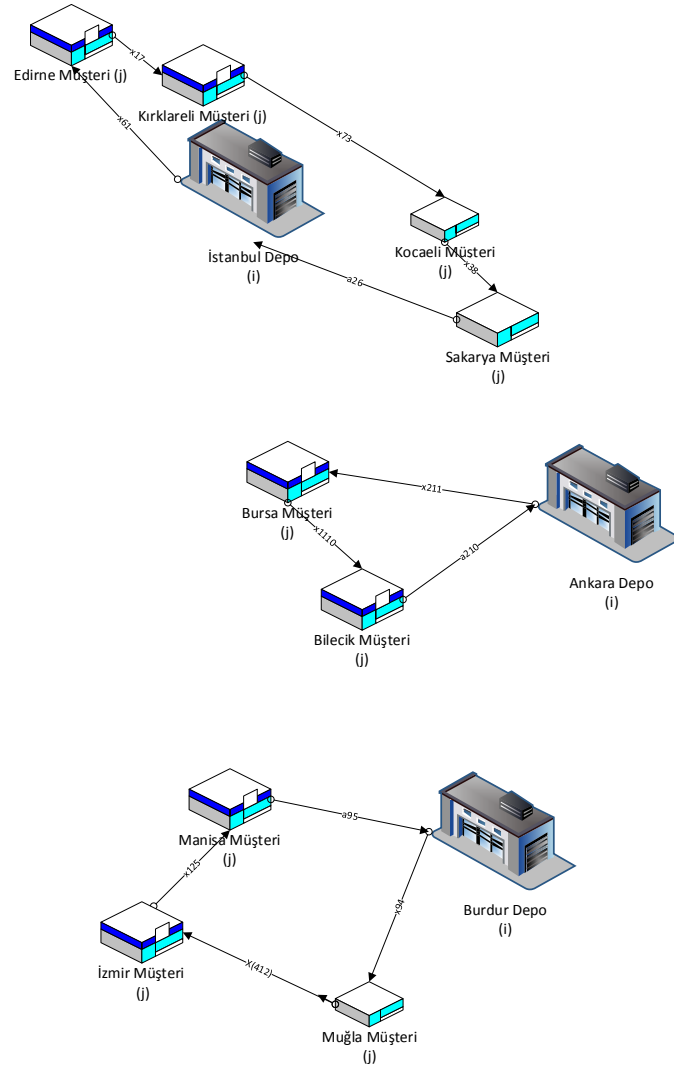 Edirne Müşteri (j)
x17
Kırklareli Müşteri (j)
x61
x73
İstanbul Depo
(i)
Kocaeli Müşteri
(j)
x38
a26
Sakarya Müşteri
(j)
x211
Bursa Müşteri
(j)
x1110
a210
Ankara Depo
(i)
Bilecik Müşteri
(j)
a95
Manisa Müşteri
(j)
x125
x94
Burdur Depo
(i)
X(412)
İzmir Müşteri
(j)
Muğla Müşteri
(j)